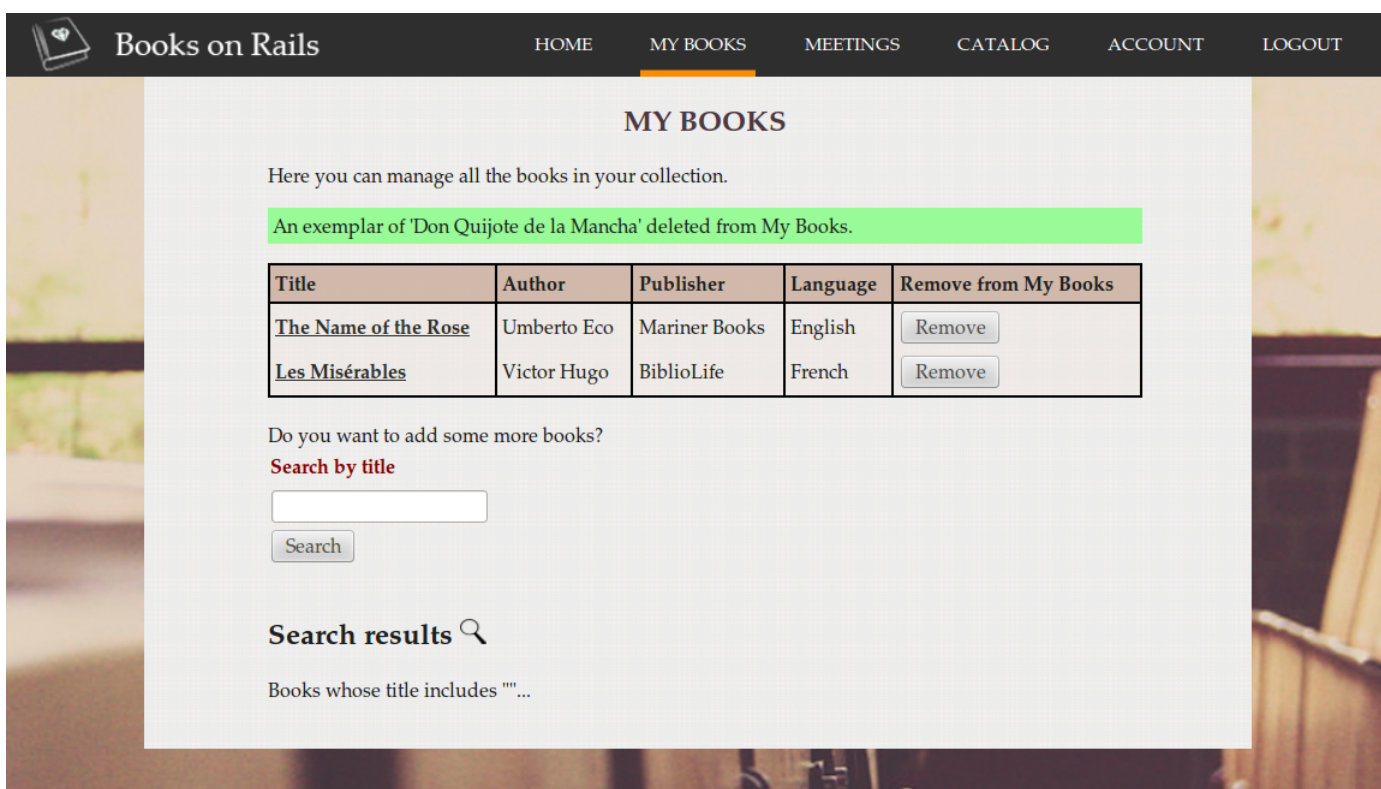 Books on Rails HOME MY BOOKS MEETINGS CATALOG ACCOUNT LOGOUT
MY BOOKS
Here you can manage all the books in your collection.
An exemplar of 'Don Quijote de la Mancha' deleted from My Books.
Title Author Publisher Language Remove from My Books
The Name of the Rose Umberto Eco Mariner Books English Remove
Les Misérables Victor Hugo BiblioLife French Remove
Do you want to add some more books?
Search by title
Search
Search results
Books whose title includes ""...